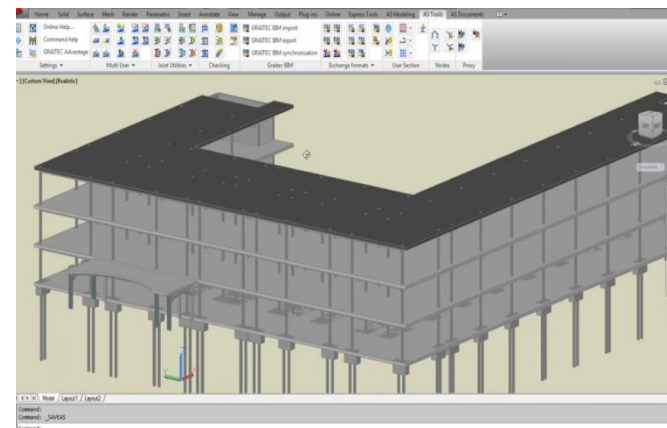 Home Solid Surface Mesh Render Parametric Insert Annotate View Manage Output Plug-ins Online Express Tools AS Modeling AS Tools AS Documents
Online Help...
Command help
GRAITEC Advantage
GRAITEC BIM import
GRAITEC BIM export
GRAITEC BIM synchronization
Settings Multi User Joint Utilities Checking Graitec BIM Exchange formats User Section Nodes Proxy
[Custom View][Realistic]
Model Layout1 Layout2
Command:
Command: _SAVEAS